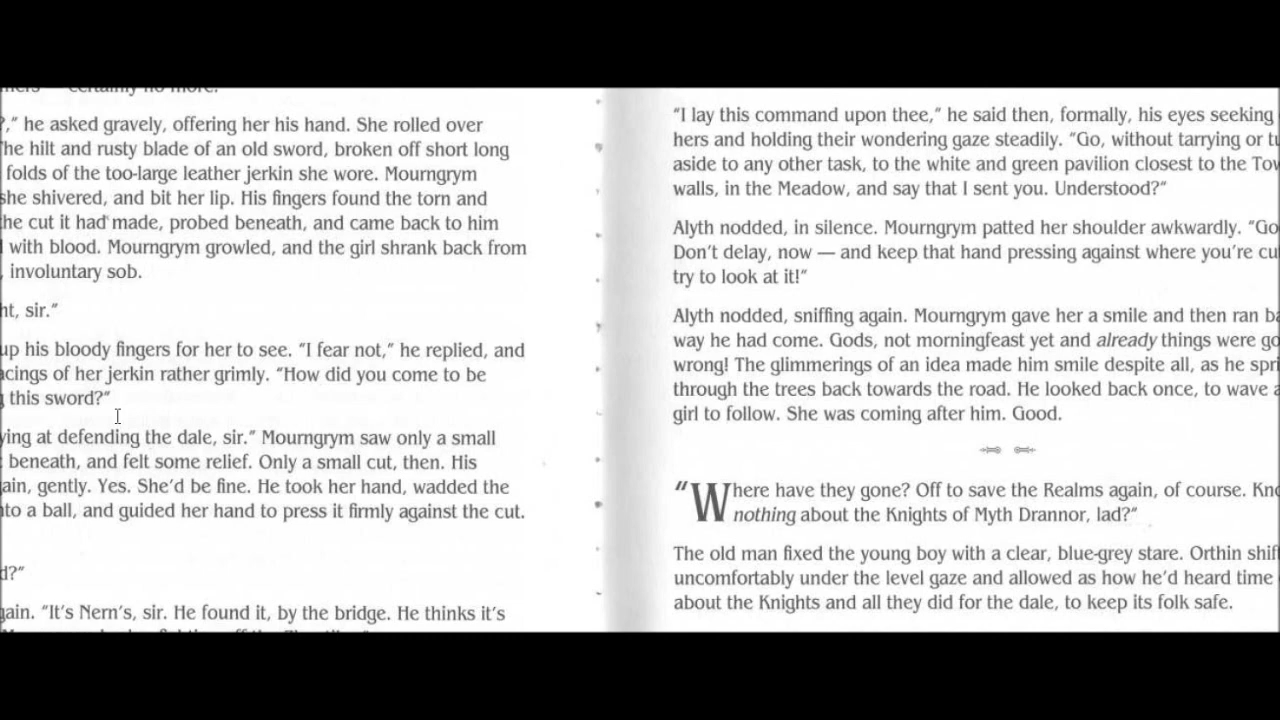 certainly no more.
he asked gravely, offering her his hand. She rolled over
he hilt and rusty blade of an old sword, broken off short long
folds of the too-large leather jerkin she wore. Mourngrym
she shivered, and bit her lip. His fingers found the torn and
he cut it had made, probed beneath, and came back to him
with blood. Mourngrym growled, and the girl shrank back from
, involuntary sob.
ht, sir.”
up his bloody fingers for her to see. “I fear not,” he replied, and
acings of her jerkin rather grimly. “How did you come to be
this sword?”
ying at defending the dale, sir.” Mourngrym saw only a small
beneath, and felt some relief. Only a small cut, then. His
ain, gently. Yes. She’d be fine. He took her hand, wadded the
nto a ball, and guided her hand to press it firmly against the cut.
d?”
gain. “It’s Nern’s, sir. He found it, by the bridge. He thinks it’s
“I lay this command upon thee,” he said then, formally, his eyes seeking
hers and holding their wondering gaze steadily. “Go, without tarrying or tu
aside to any other task, to the white and green pavilion closest to the Tow
walls, in the Meadow, and say that I sent you. Understood?”
Alyth nodded, in silence. Mourngrym patted her shoulder awkwardly. “Go
Don’t delay, now — and keep that hand pressing against where you’re cu
try to look at it!”
Alyth nodded, sniffing again. Mourngrym gave her a smile and then ran ba
way he had come. Gods, not morningfeast yet and already things were go
wrong! The glimmerings of an idea made him smile despite all, as he spri
through the trees back towards the road. He looked back once, to wave a
girl to follow. She was coming after him. Good.
“Where have they gone? Off to save the Realms again, of course. Kno
nothing about the Knights of Myth Drannor, lad?”
The old man fixed the young boy with a clear, blue-grey stare. Orthin shif
uncomfortably under the level gaze and allowed as how he’d heard time
about the Knights and all they did for the dale, to keep its folk safe.